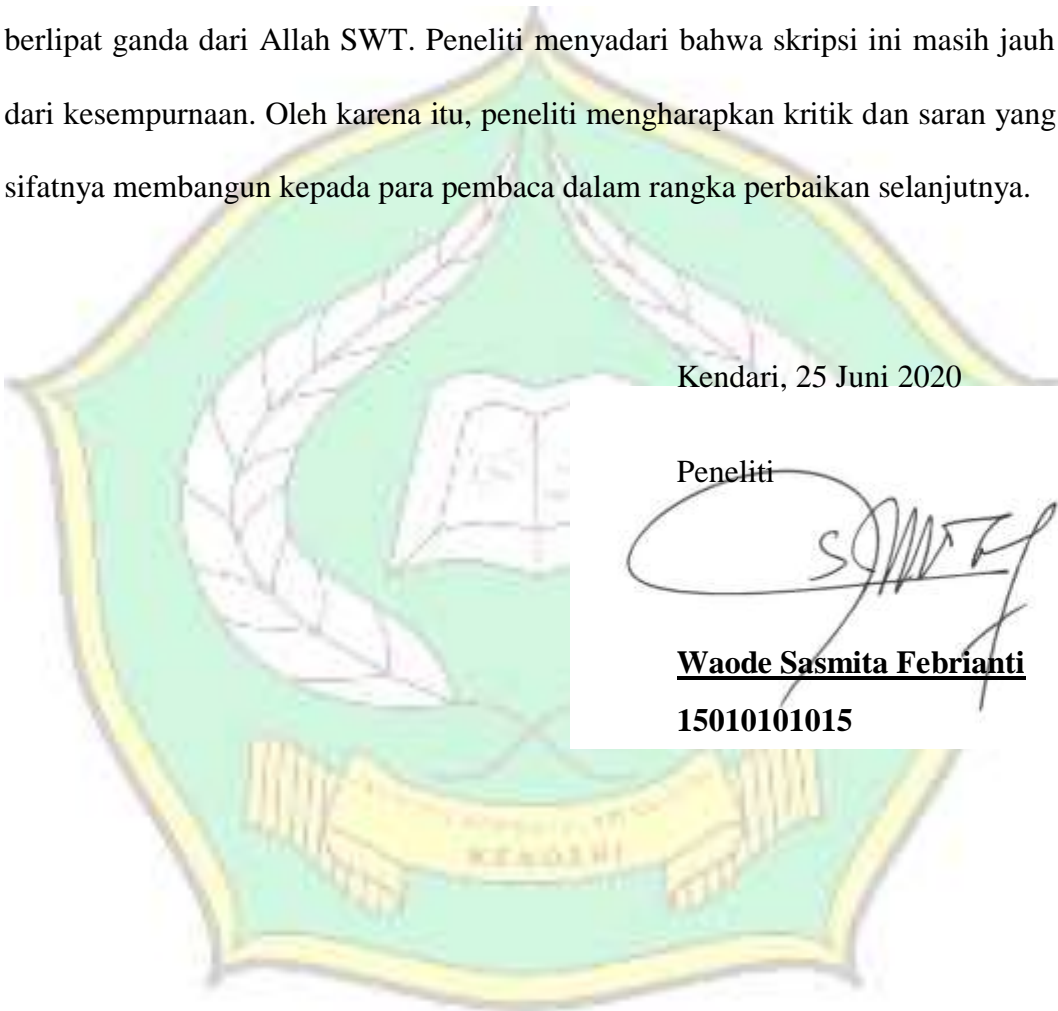 berlipat ganda dari Allah SWT. Peneliti menyadari bahwa skripsi ini masih jauh
dari kesempurnaan. Oleh karena itu, peneliti mengharapkan kritik dan saran yang
sifatnya membangun kepada para pembaca dalam rangka perbaikan selanjutnya.
Kendari, 25 Juni 2020
Peneliti
Waode Sasmita Febrianti
15010101015
KENDARI